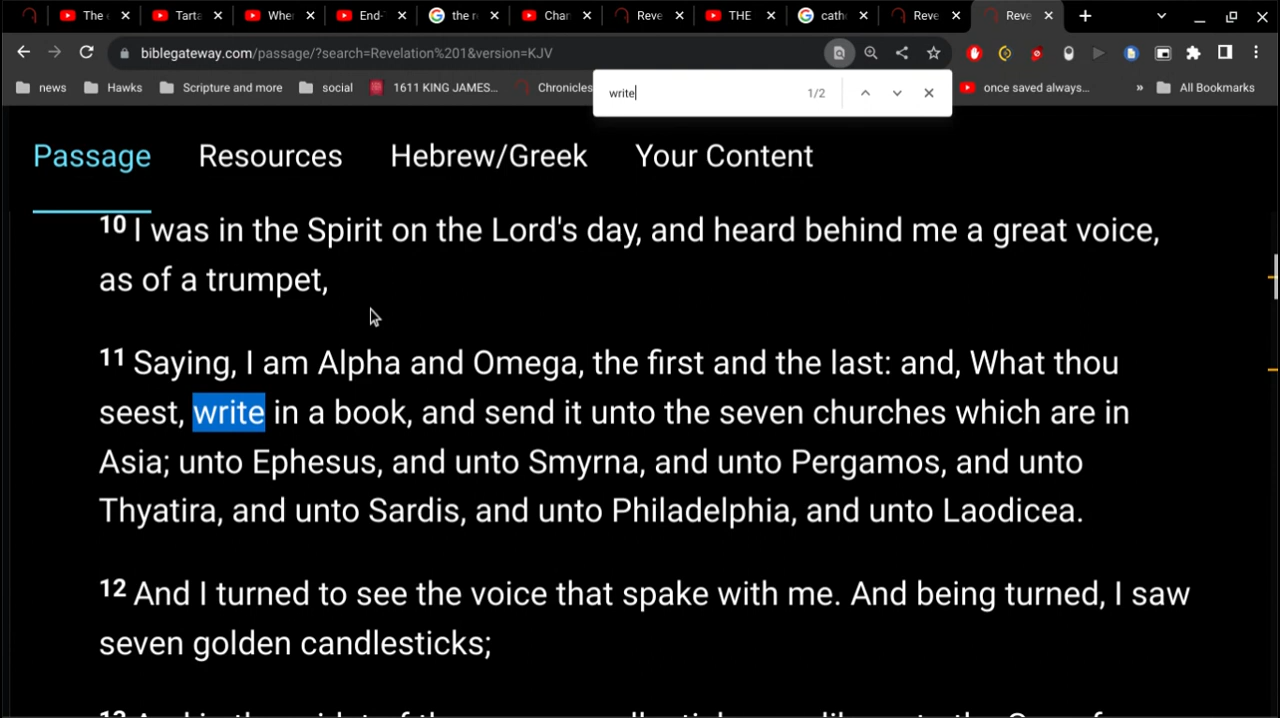 The
Tarta
Whe
End-
the r
Char
Reve
THE
cath
Reve
Reve
biblegateway.com/passage/?search=Revelation%201&version=KJV
news
Hawks
Scripture and more
social
1611 KING JAMES...
Chronicles
once saved always...
»
All Bookmarks
write
1/2
Passage
Resources
Hebrew/Greek
Your Content
10 I was in the Spirit on the Lord's day, and heard behind me a great voice,
as of a trumpet,
11 Saying, I am Alpha and Omega, the first and the last: and, What thou
seest, write in a book, and send it unto the seven churches which are in
Asia; unto Ephesus, and unto Smyrna, and unto Pergamos, and unto
Thyatira, and unto Sardis, and unto Philadelphia, and unto Laodicea.
12 And I turned to see the voice that spake with me. And being turned, I saw
seven golden candlesticks;